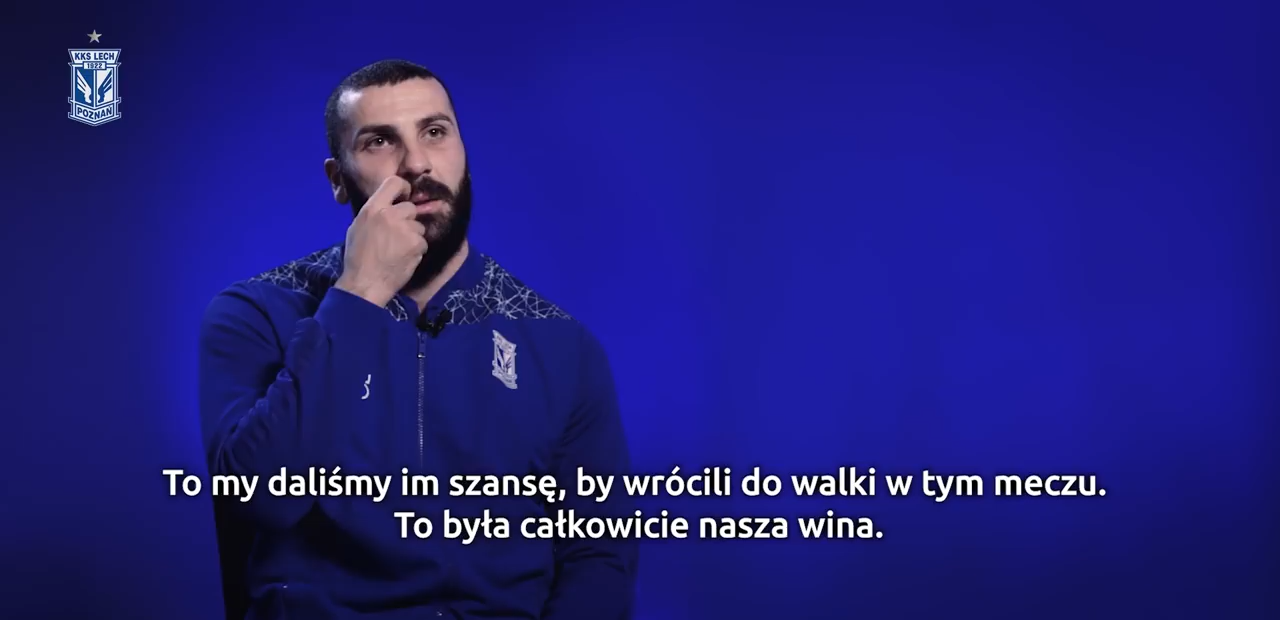 KKS LECH
1922
POZNAŃ
To my daliśmy im szansę, by wrócili do walki w tym meczu.
To była całkowicie nasza wina.